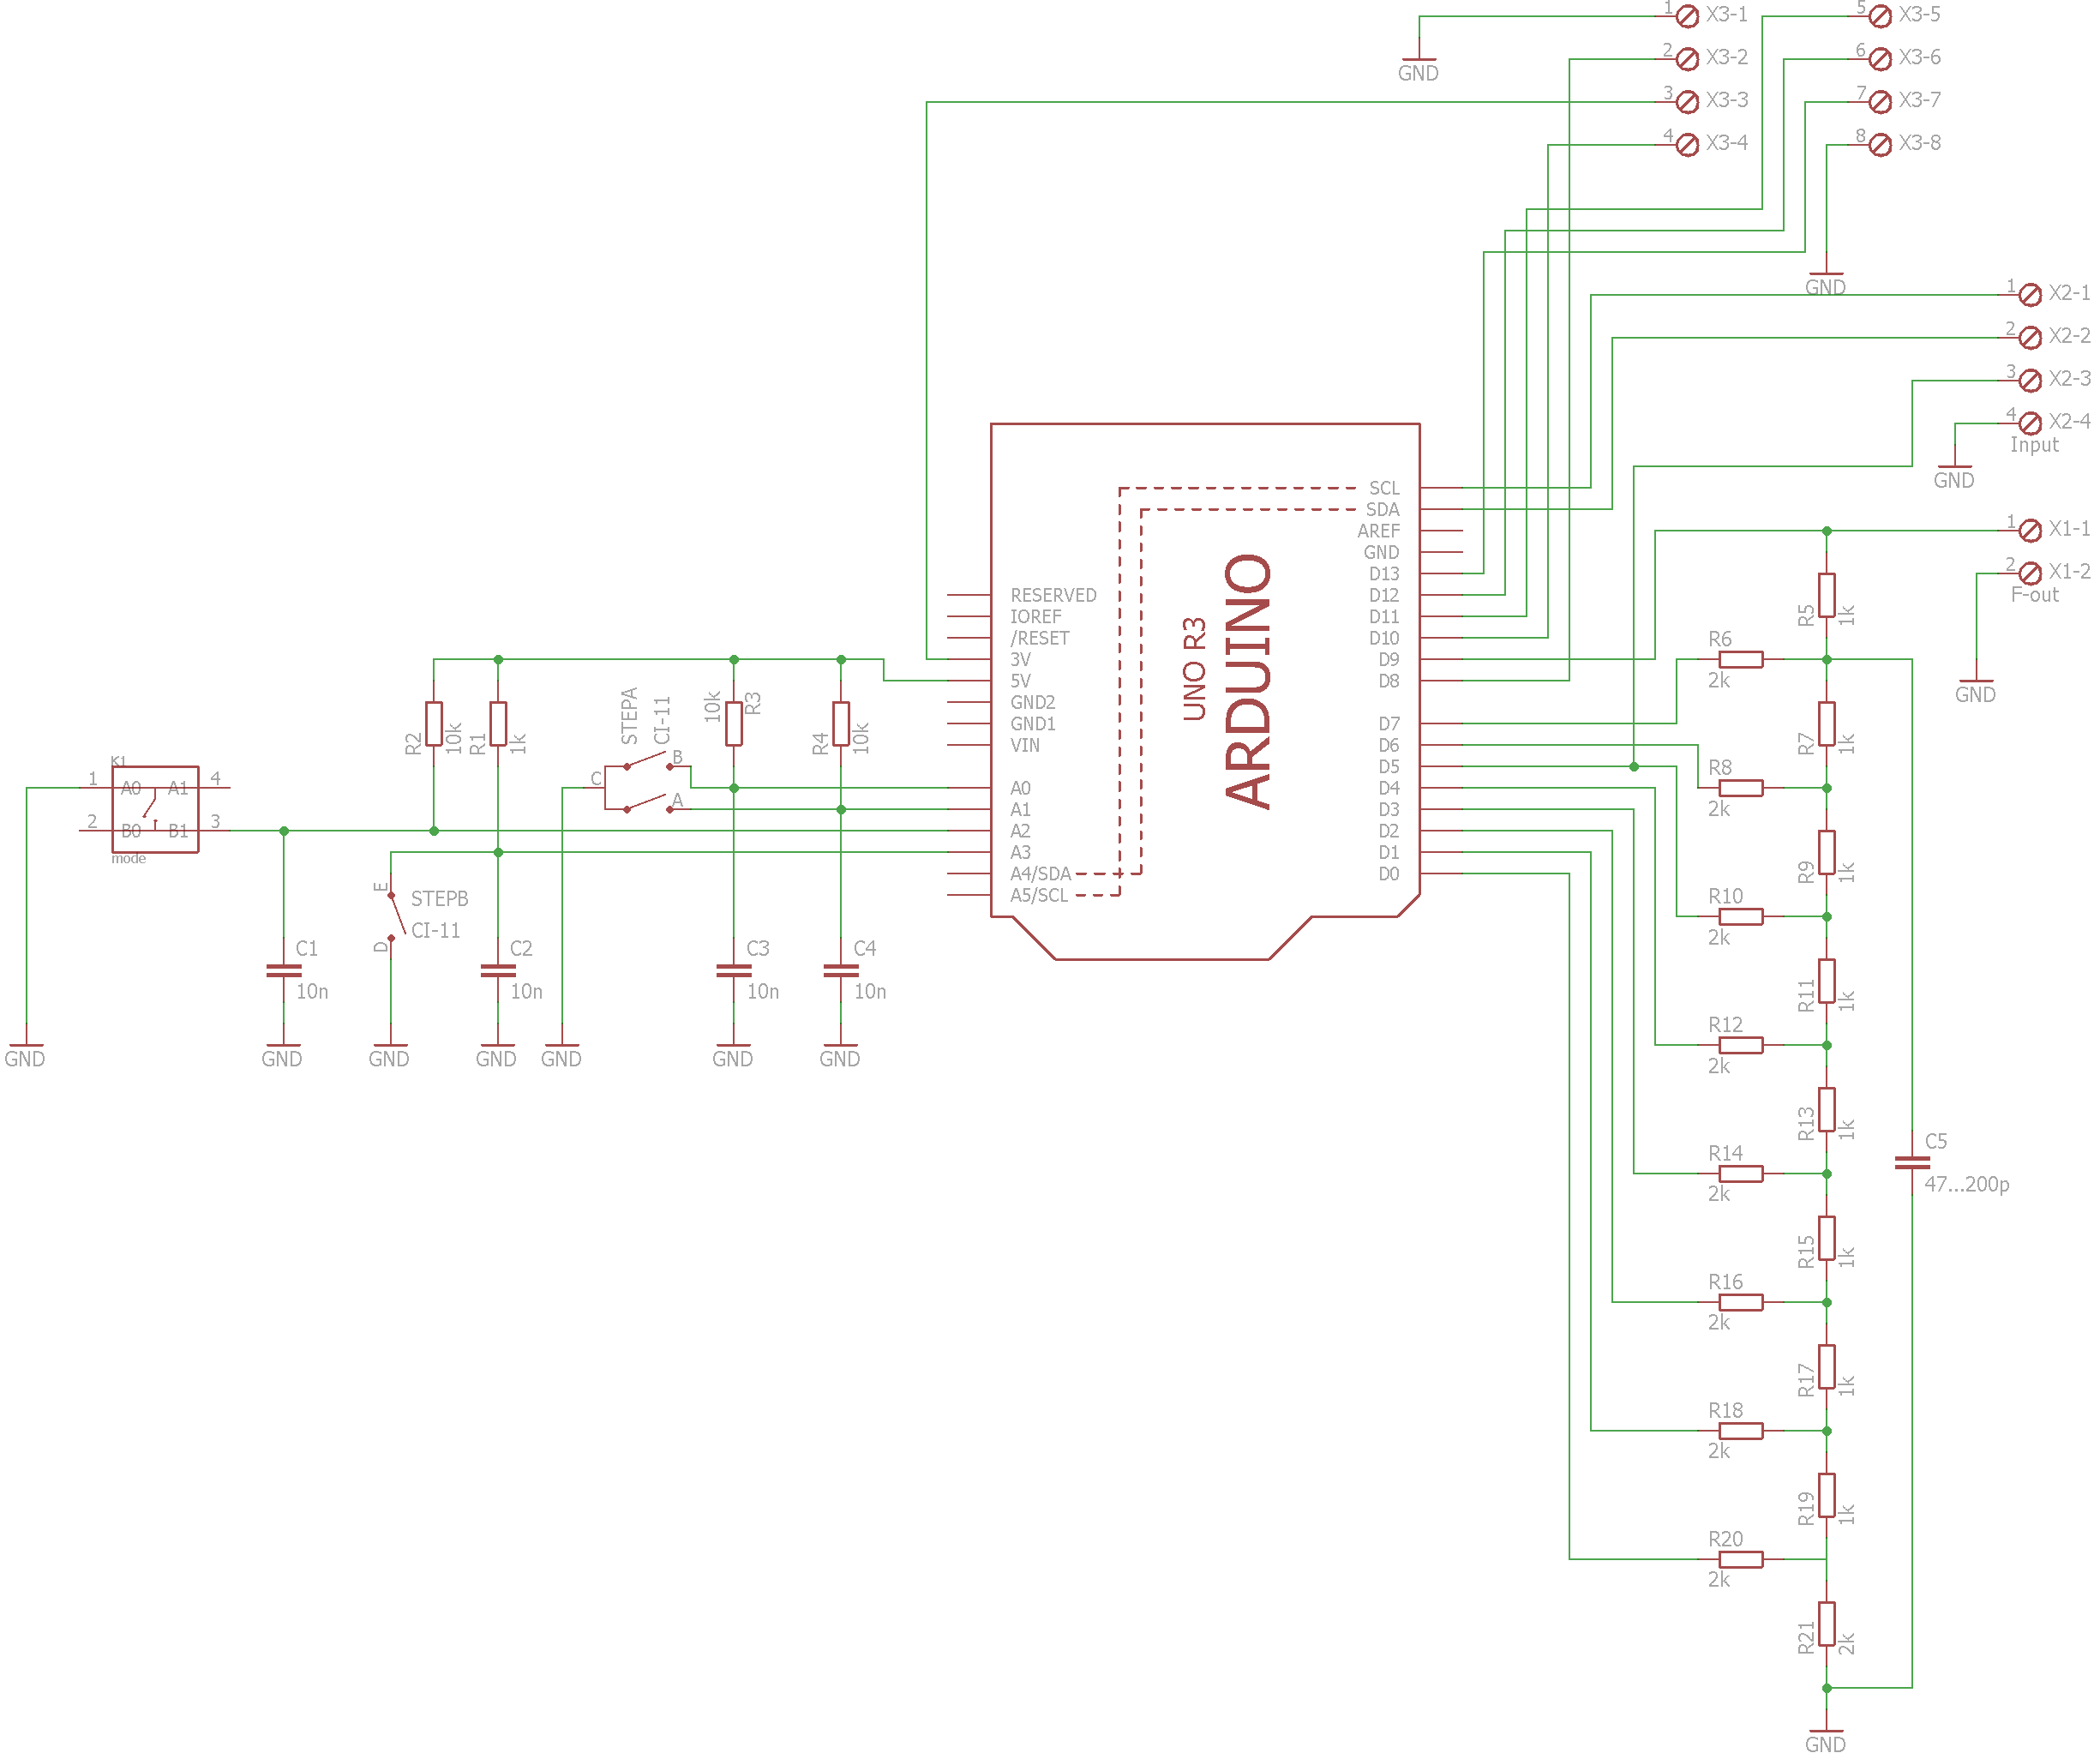 1 X3-1 5 X3-5
2 X3-2 6 X3-6
GND
3 X3-3 7 X3-7
4 X3-4 8 X3-8
GND
1 X2-1
2 X2-2
3 X2-3
4 X2-4
Input
GND
1 X1-1
2 X1-2
F-out
GND
ARDUINO
UNO R3
SCL
SDA
AREF
GND
D13
D12
D11
D10
D9
D8
D7
D6
D5
D4
D3
D2
D1
D0
RESERVED
IOREF
/RESET
3V
5V
GND2
GND1
VIN
A0
A1
A2
A3
A4/SDA
A5/SCL
K1
1 A0 A1 4
2 B0 B1 3
mode
R2 10k
R1 1k
STEPA
CI-11
C B
A
10k R3
R4 10k
E
STEPB
CI-11
D
C1
10n
C2
10n
C3
10n
C4
10n
GND GND GND GND GND GND GND
R5 1k
R6
2k
R7 1k
R8
2k
R9 1k
R10
2k
R11 1k
R12
2k
R13 1k
R14
2k
C5
47...200p
R15 1k
R16
2k
R17 1k
R18
2k
R19 1k
R20
2k
R21 2k
GND